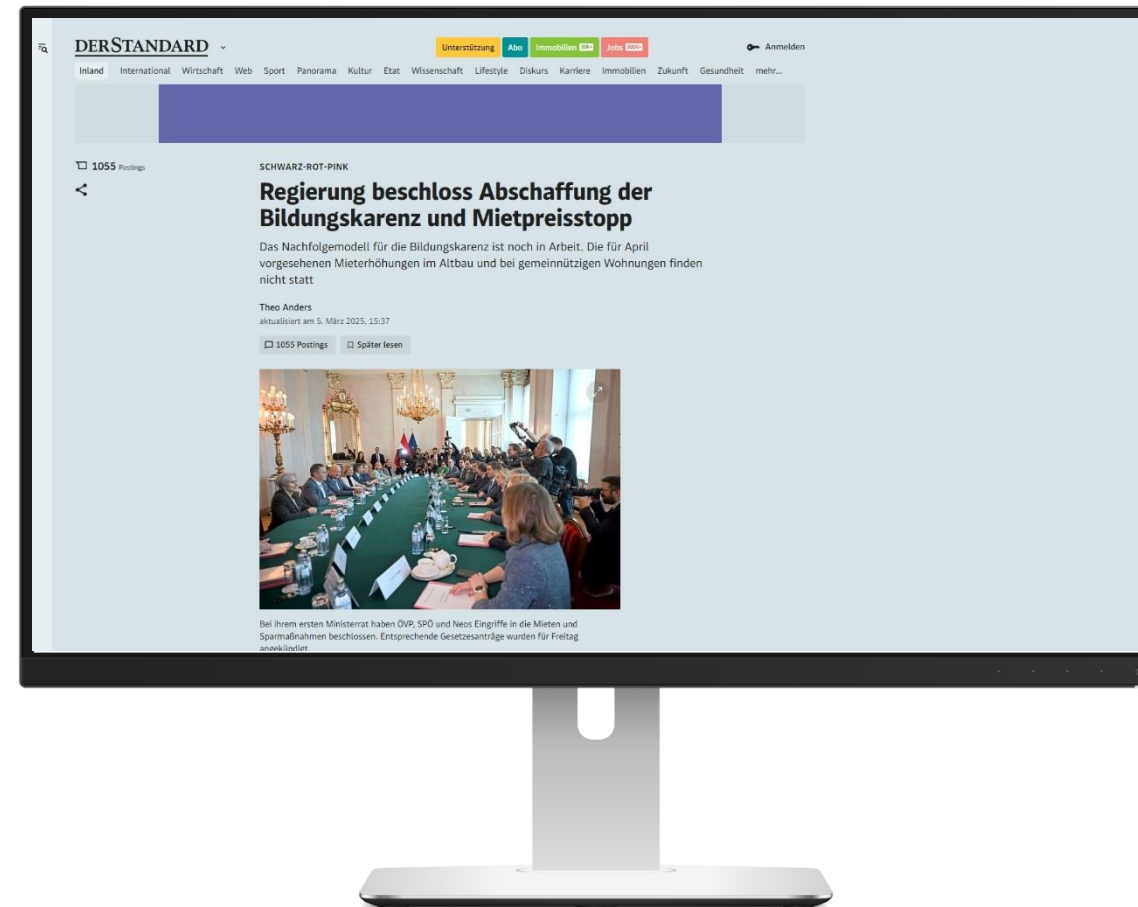 DERSTANDARD
Unterstützung Abo Immobilien Jobs
Anmelden
Inland International Wirtschaft Web Sport Panorama Kultur Etat Wissenschaft Lifestyle Diskurs Karriere Immobilien Zukunft Gesundheit mehr...
1055 Postings
SCHWARZ-ROT-PINK
Regierung beschloss Abschaffung der
Bildungskarenz und Mietpreisstopp
Das Nachfolgemodell für die Bildungskarenz ist noch in Arbeit. Die für April
vorgesehenen Mieterhöhungen im Altbau und bei gemeinnützigen Wohnungen finden
nicht statt
Theo Anders
aktualisiert am 5. März 2025, 15:37
1055 Postings Später lesen
Bei ihrem ersten Ministerrat haben ÖVP, SPÖ und Neos Eingriffe in die Mieten und
Sparmaßnahmen beschlossen. Entsprechende Gesetzesanträge wurden für Freitag
angekündigt.